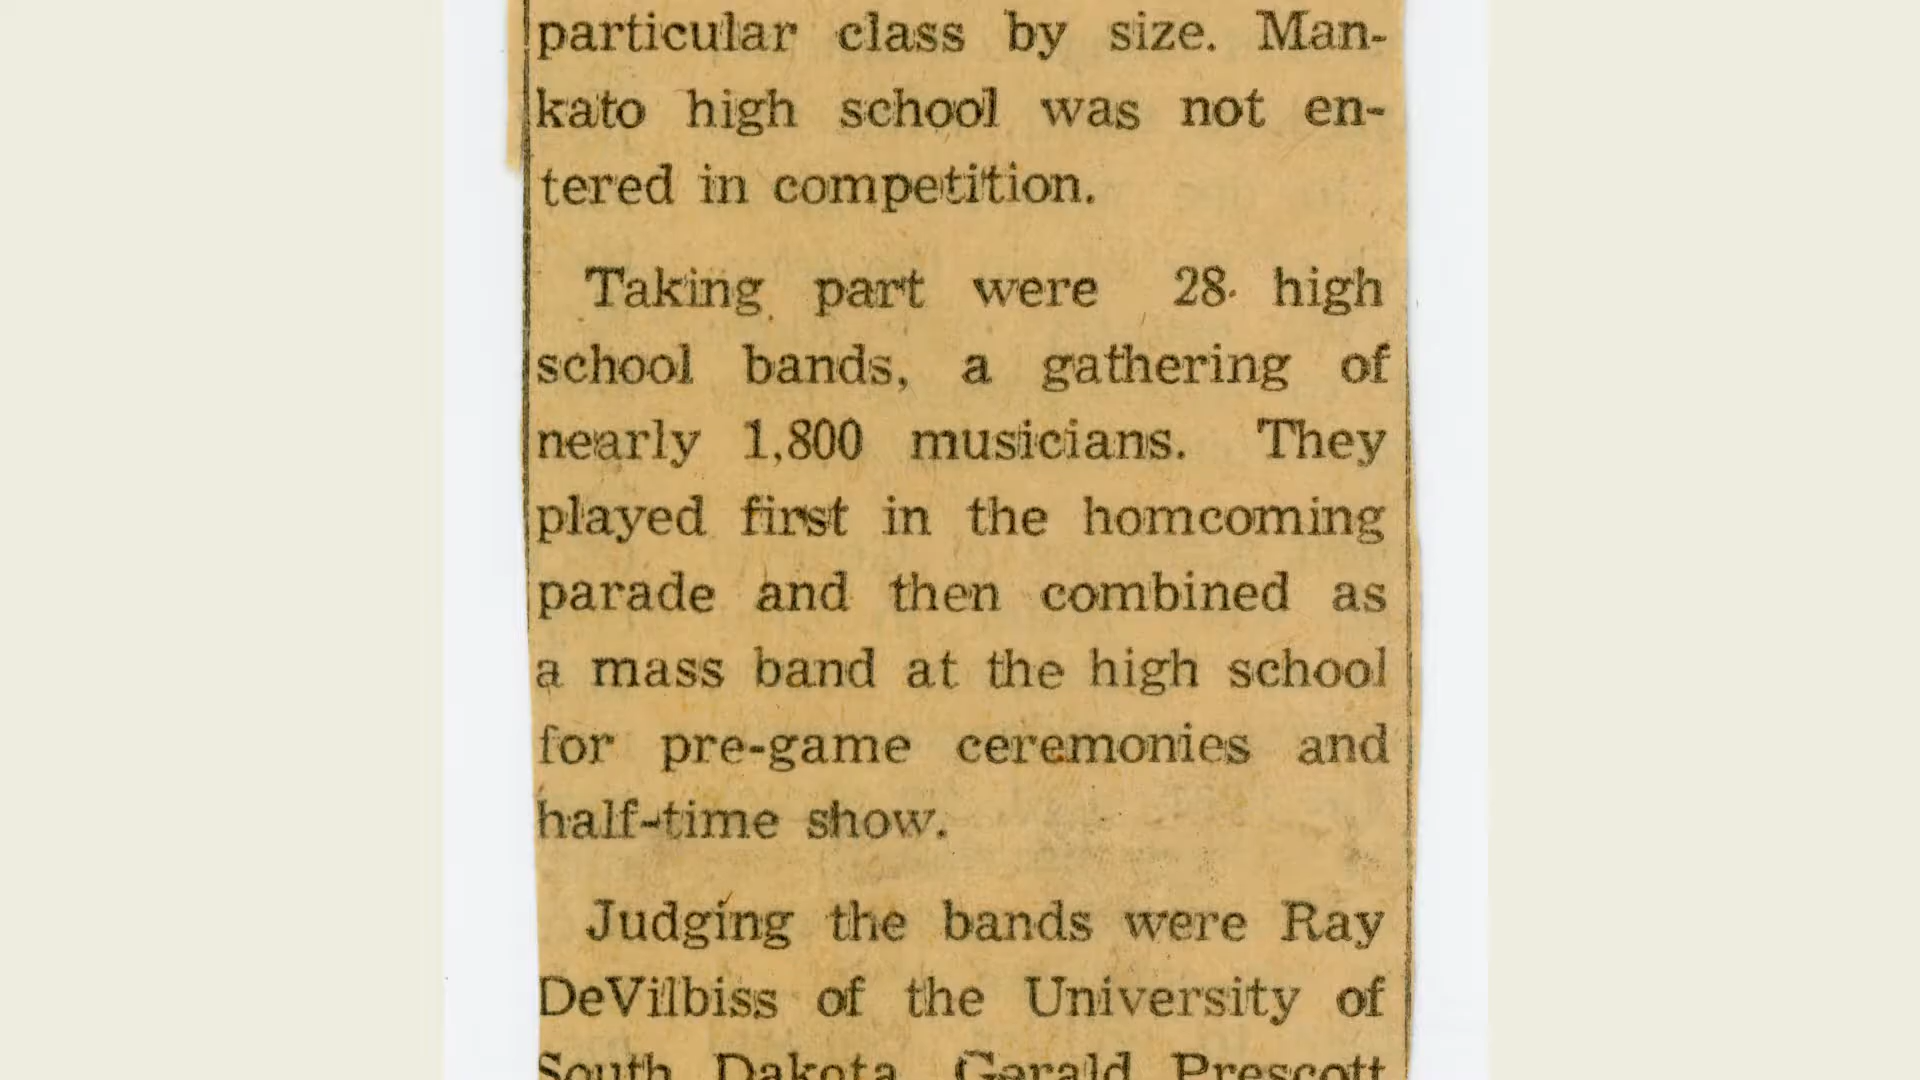 particular class by size. Man-
kato high school was not en-
tered in competition.
Taking part were 28 high
school bands, a gathering of
nearly 1,800 musicians. They
played first in the homcoming
parade and then combined as
a mass band at the high school
for pre-game ceremonies and
half-time show.
Judging the bands were Ray
DeVilbiss of the University of
South Dakota, Gerald Prescott